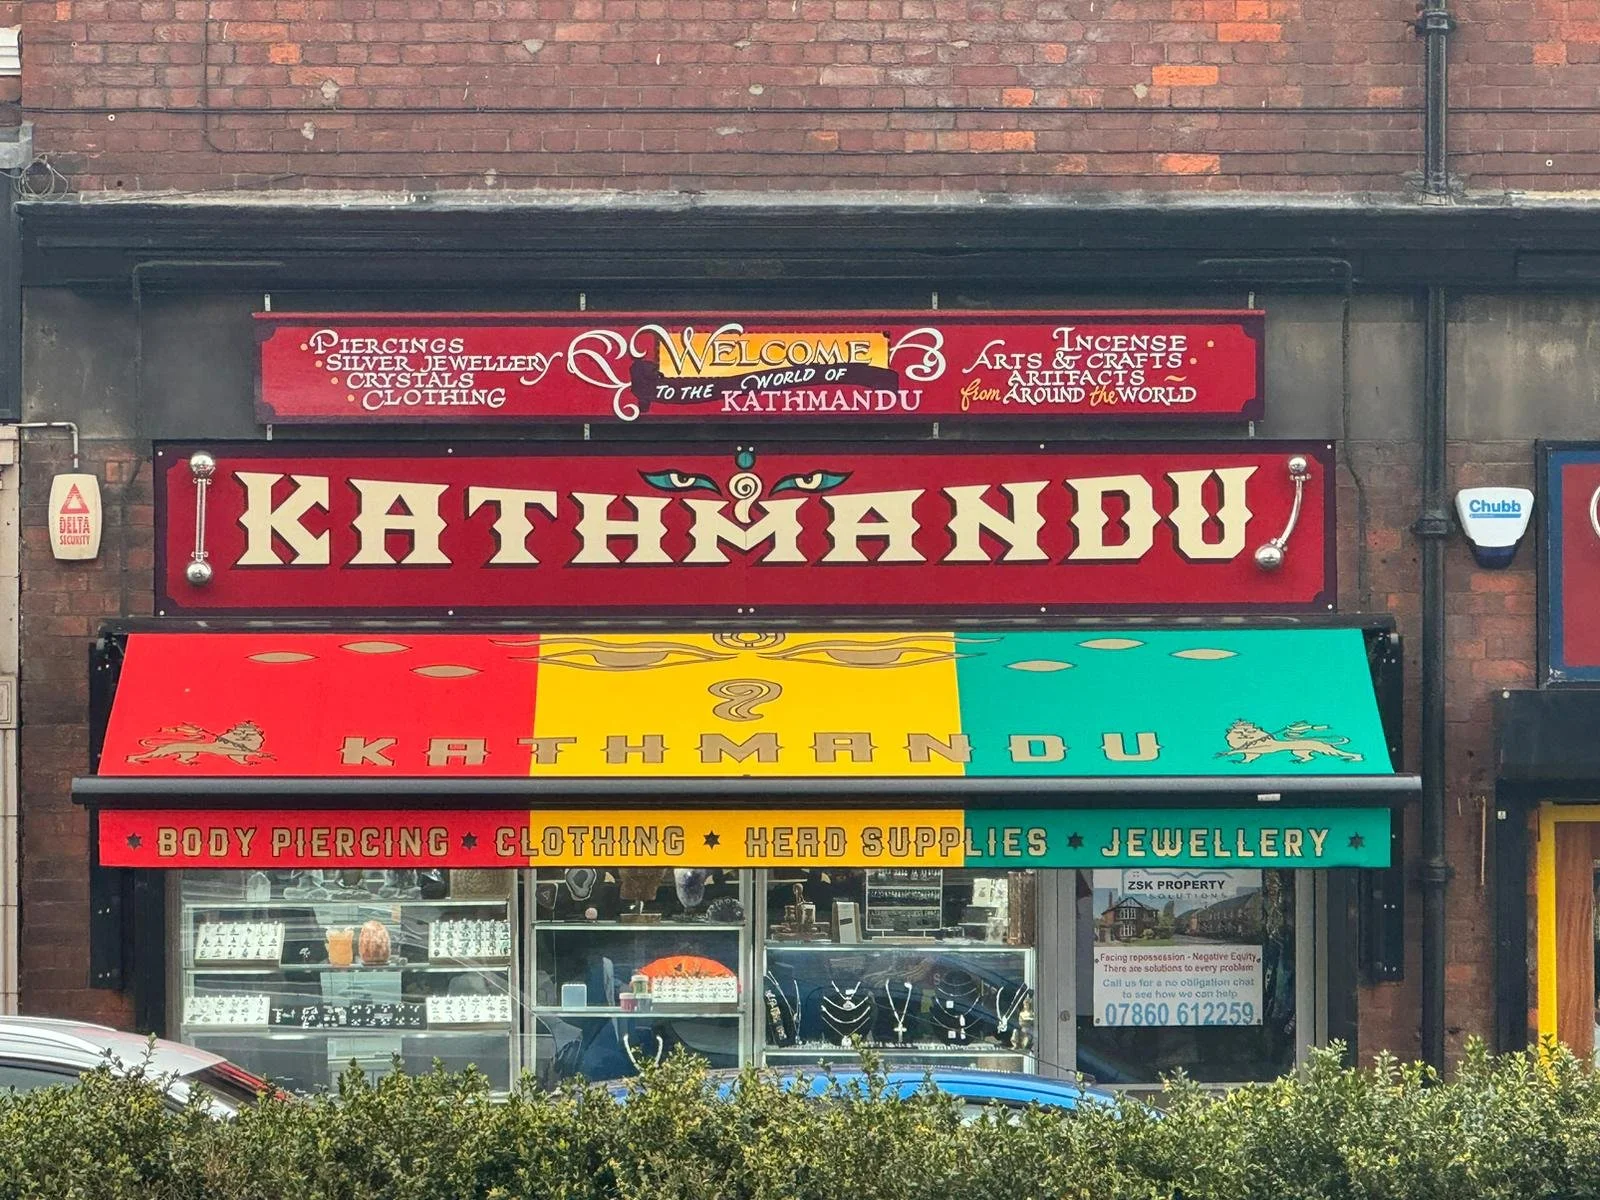 PIERCINGS
SILVER JEWELLERY
CRYSTALS
CLOTHING
WELCOME
TO THE WORLD OF
KATHMANDU
INCENSE
ARTS & CRAFTS
ARTIFACTS
from AROUND the WORLD
KATHMANDU
DELTA
SECURITY
Chubb
KATHMANDU
BODY PIERCING ★ CLOTHING ★ HEAD SUPPLIES ★ JEWELLERY
ZSK PROPERTY
SOLUTIONS
Facing repossession - Negative Equity
There are solutions to every problem
Call us for a no obligation chat
to see how we can help
07860 612259